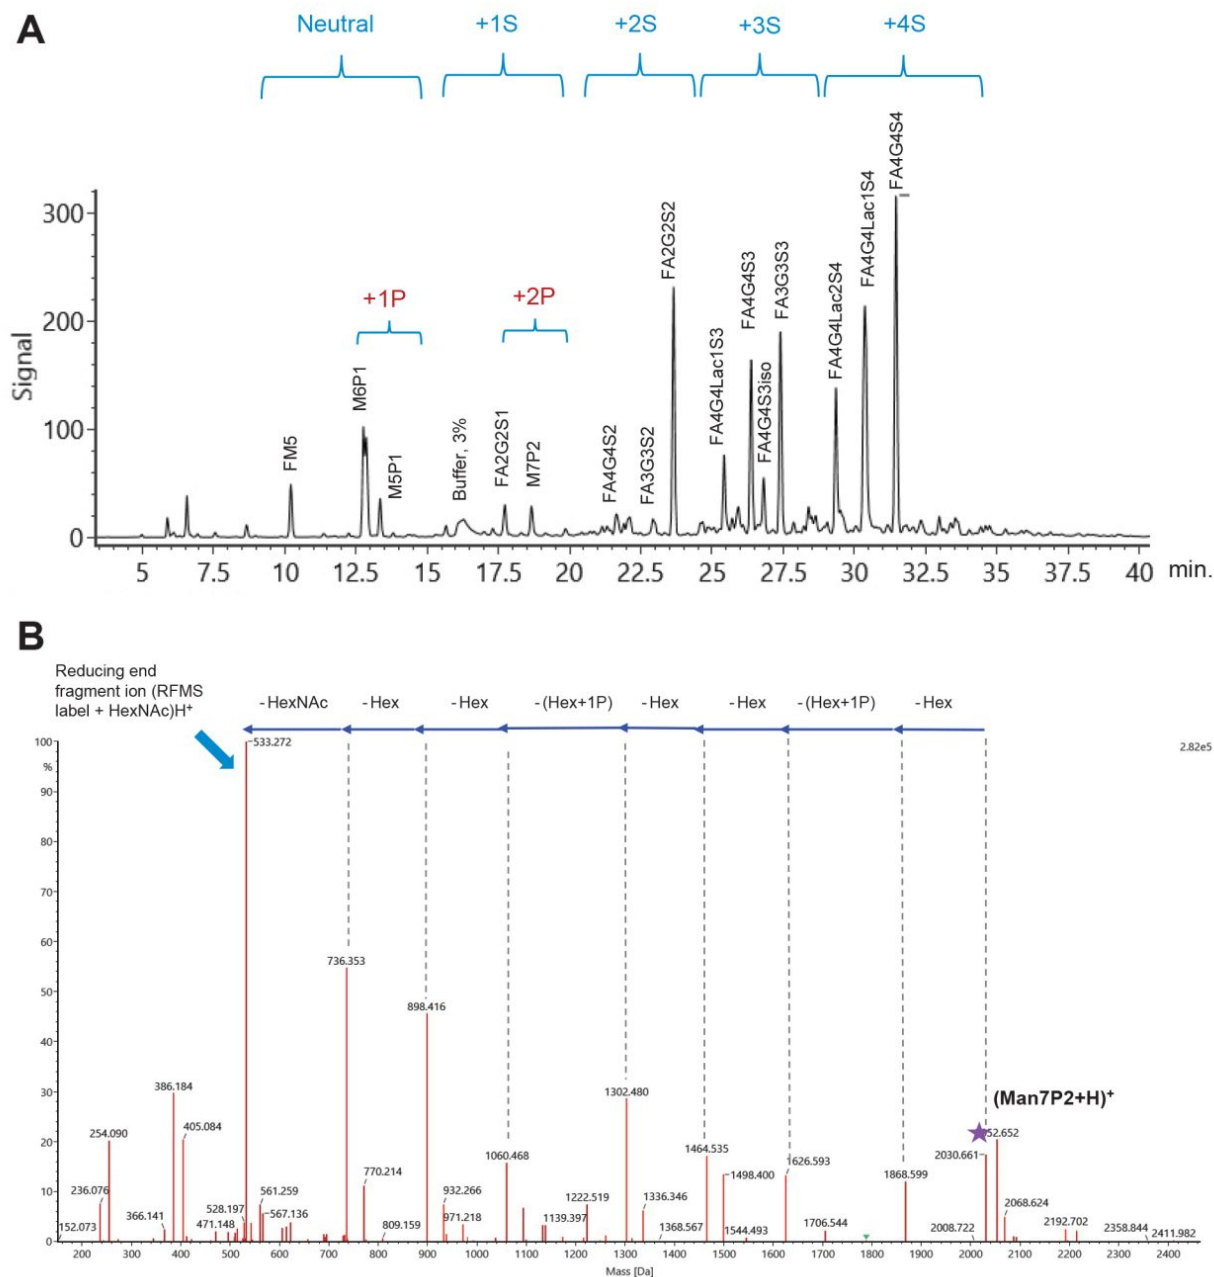 A
Neutral
+1S
+2S
+3S
+4S
Signal
300
200
100
0
+1P
+2P
FM5
M6P1
M5P1
Buffer, 3%
FA2G2S1
M7P2
FA4G4S2
FA3G3S2
FA2G2S2
FA4G4Lac1S3
FA4G4S3
FA4G4S3iso
FA3G3S3
FA4G4Lac2S4
FA4G4Lac1S4
FA4G4S4
5
7.5
10
12.5
15
17.5
20
22.5
25
27.5
30
32.5
35
37.5
40
min.
B
Reducing end
fragment ion (RFMS
label + HexNAc)H⁺
-HexNAc
-Hex
-Hex
-(Hex+1P)
-Hex
-Hex
-(Hex+1P)
-Hex
2.82e5
100
%
90
80
70
60
50
40
30
20
10
0
152.073
236.076
254.090
366.141
386.184
405.084
471.148
528.197
533.272
561.259
567.136
736.353
770.214
809.159
898.416
932.266
971.218
1060.468
1139.397
1222.519
1302.480
1336.346
1368.567
1464.535
1498.400
1544.493
1626.593
1706.544
1868.599
2008.722
2030.661
52.652
(Man7P2+H)⁺
2068.624
2192.702
2358.844
2411.982
200
300
400
500
600
700
800
900
1000
1100
1200
1300
1400
1500
1600
1700
1800
1900
2000
2100
2200
2300
2400
Mass [Da]